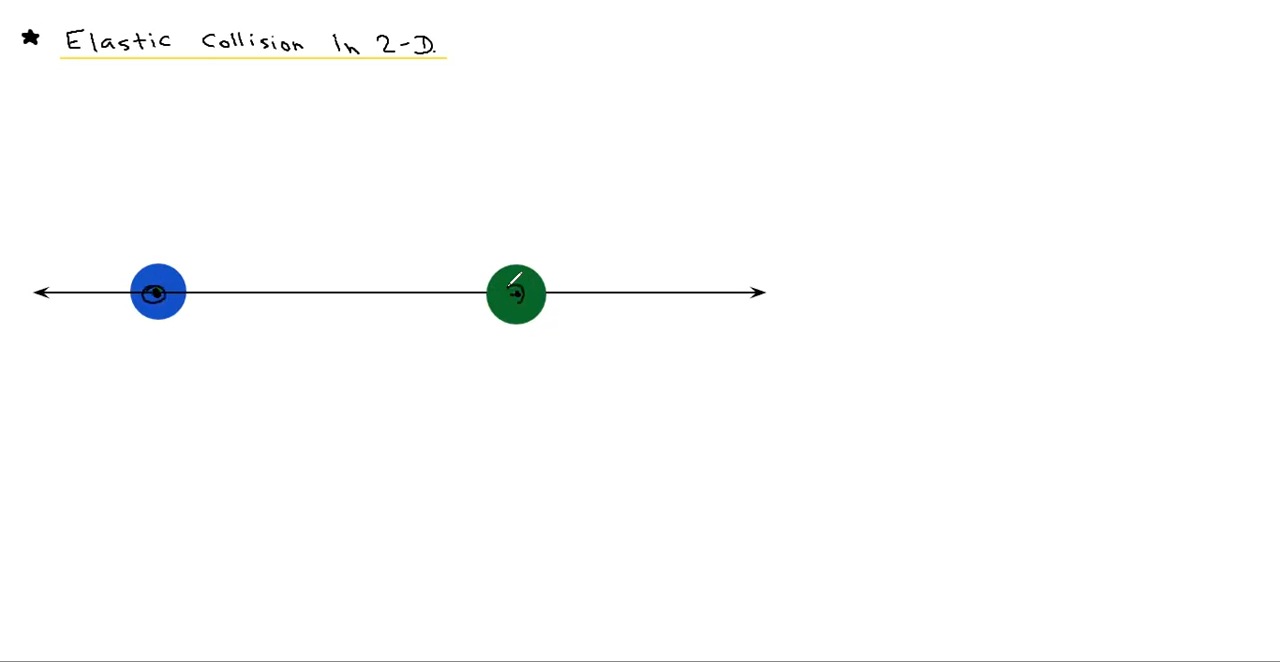 ★ Elastic Collision in 2-D.